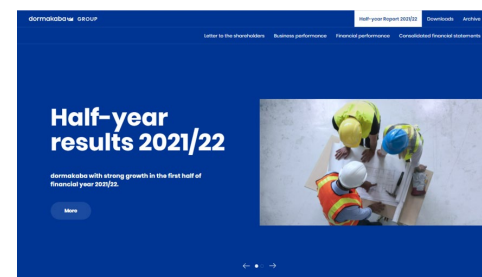 dormakaba GROUP
Half-year Report 2021/22 Downloads Archive
Letter to the shareholders Business performance Financial performance Consolidated financial statements
Half-year
results 2021/22
dormakaba with strong growth in the first half of
financial year 2021/22.
More